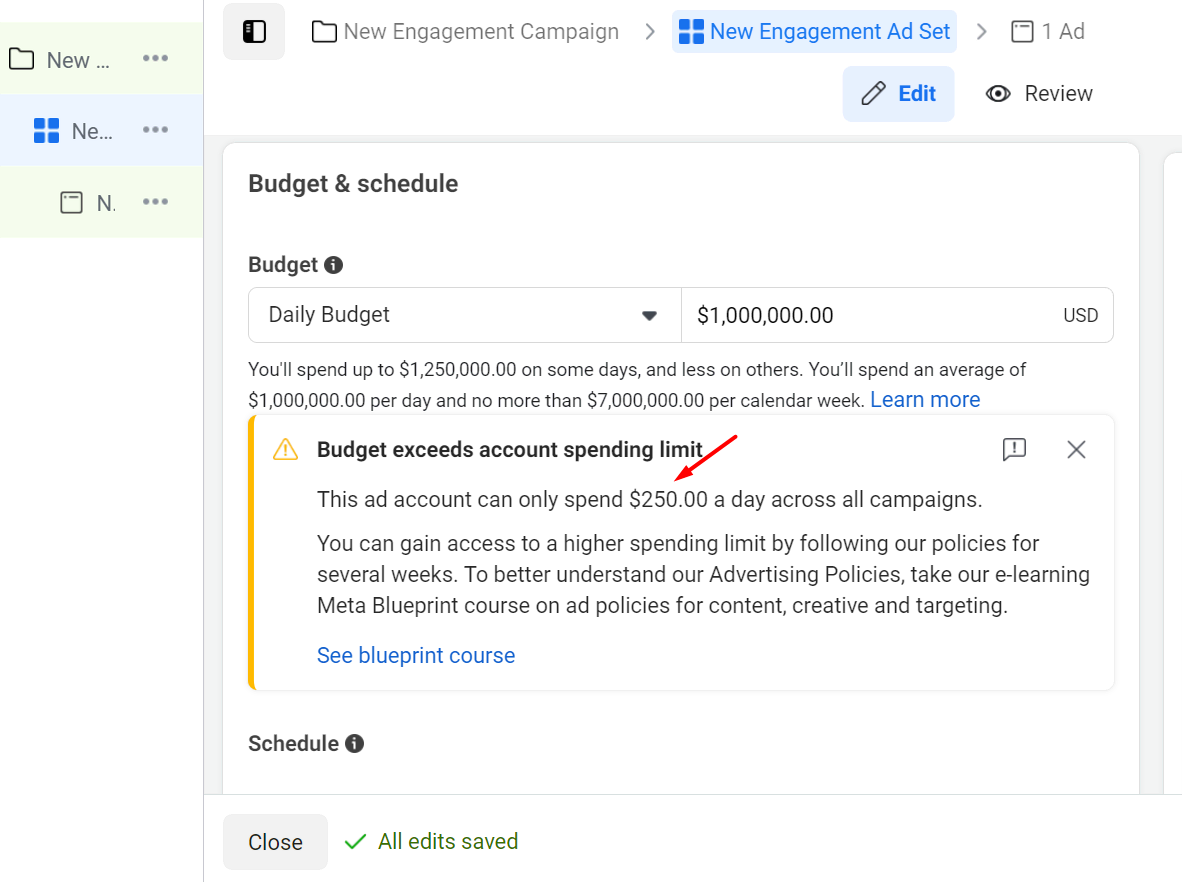 New Engagement Campaign > New Engagement Ad Set > 1 Ad
New ...
Edit Review
Ne...
N.
Budget & schedule
Budget
Daily Budget $1,000,000.00 USD
You'll spend up to $1,250,000.00 on some days, and less on others. You’ll spend an average of
$1,000,000.00 per day and no more than $7,000,000.00 per calendar week. Learn more
Budget exceeds account spending limit
This ad account can only spend $250.00 a day across all campaigns.
You can gain access to a higher spending limit by following our policies for
several weeks. To better understand our Advertising Policies, take our e-learning
Meta Blueprint course on ad policies for content, creative and targeting.
See blueprint course
Schedule
Close All edits saved